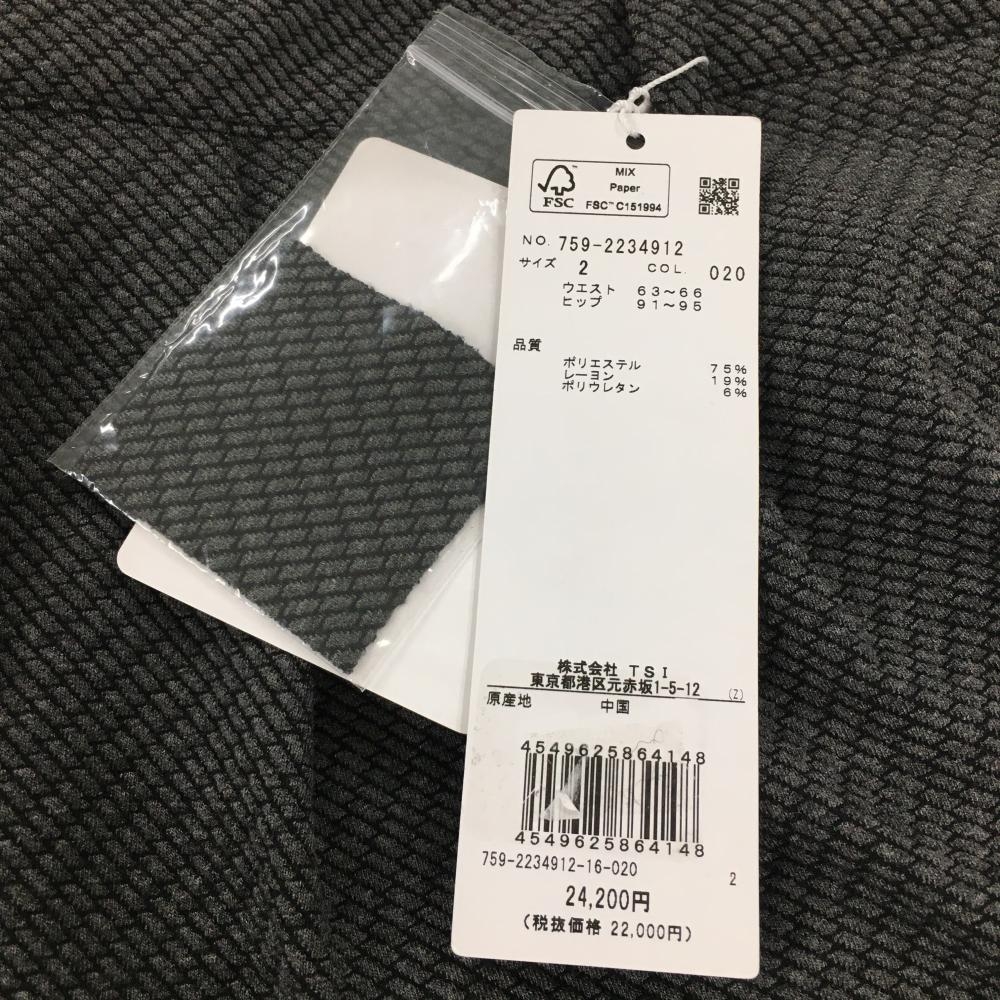 MIX
Paper
FSC™ C151994
FSC™
NO. 759-2234912
サイズ 2 COL. 020
ウエスト 63〜66
ヒップ 91〜95
品質
ポリエステル 75%
レーヨン 19%
ポリウレタン 6%
株式会社 TSI
東京都港区元赤坂1-5-12 (Z)
原産地 中国
4549625864148
4549625864148
759-2234912-16-020
2
24,200円
(税抜価格 22,000円)